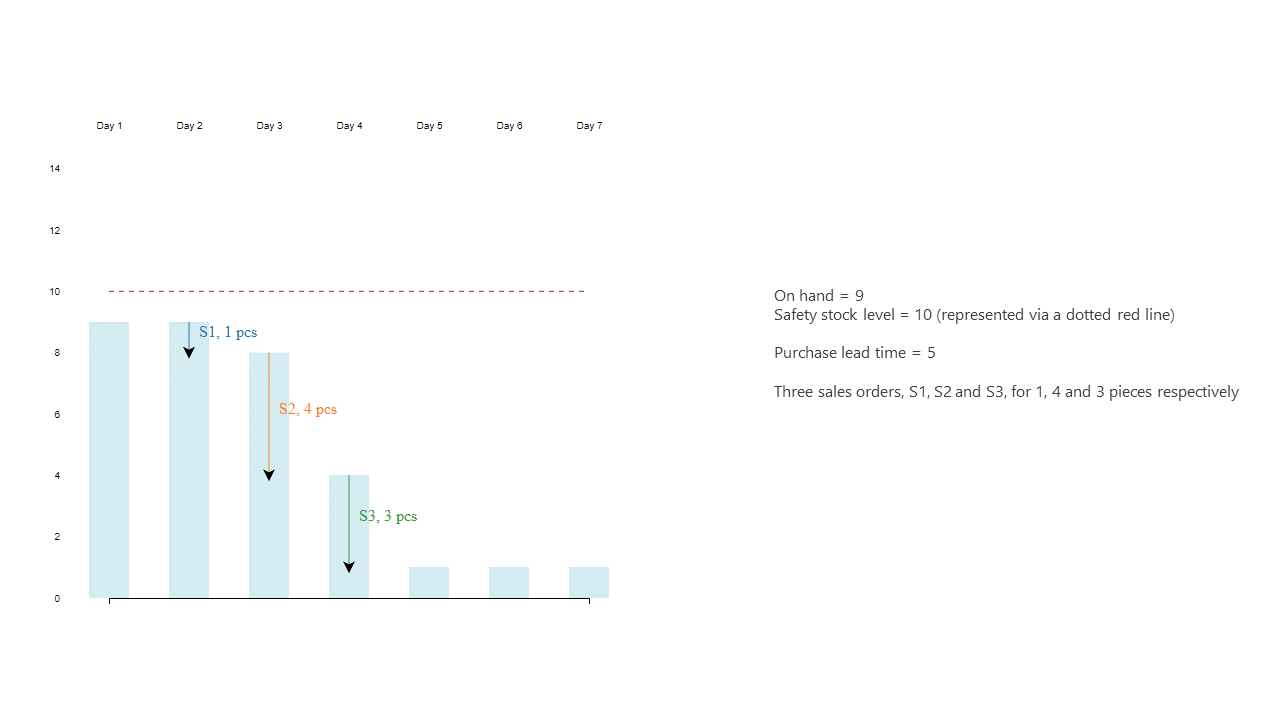 Day 1 Day 2 Day 3 Day 4 Day 5 Day 6 Day 7
14
12
10
On hand = 9
Safety stock level = 10 (represented via a dotted red line)
S1, 1 pcs
8
Purchase lead time = 5
Three sales orders, S1, S2 and S3, for 1, 4 and 3 pieces respectively
S2, 4 pcs
6
4
S3, 3 pcs
2
0